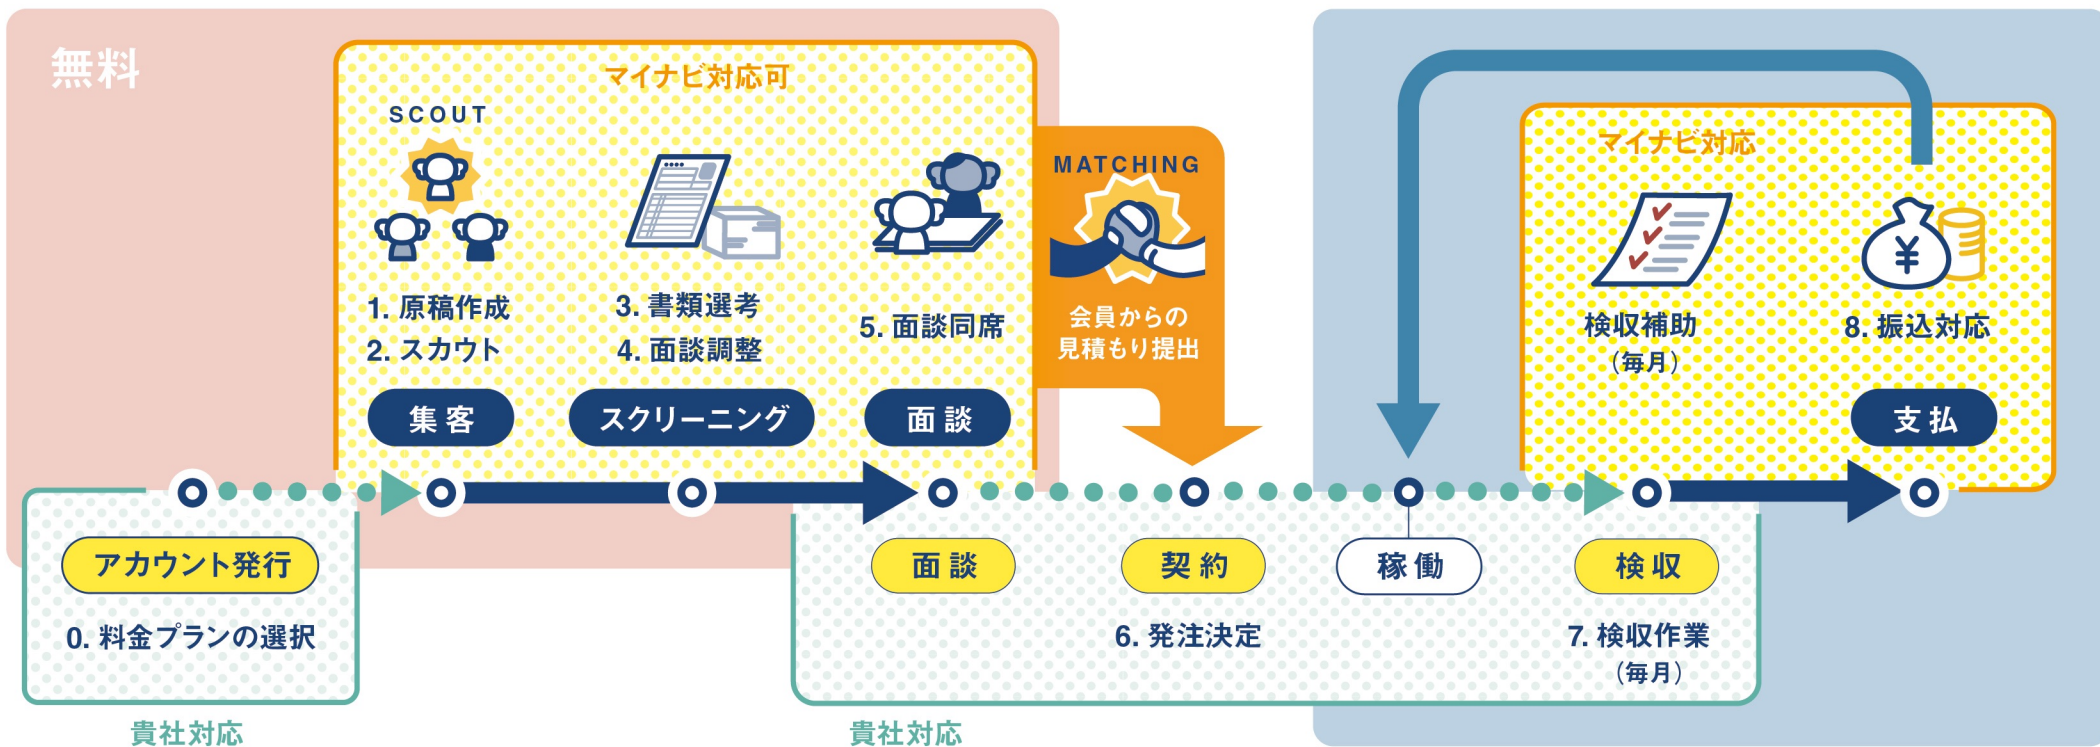 無料
マイナビ対応可
SCOUT
1. 原稿作成
2. スカウト
集客
3. 書類選考
4. 面談調整
スクリーニング
5. 面談同席
面談
MATCHING
会員からの
見積もり提出
マイナビ対応
検収補助
(毎月)
8. 振込対応
支払
アカウント発行
0. 料金プランの選択
貴社対応
面談
契約
6. 発注決定
稼働
検収
7. 検収作業
(毎月)
貴社対応